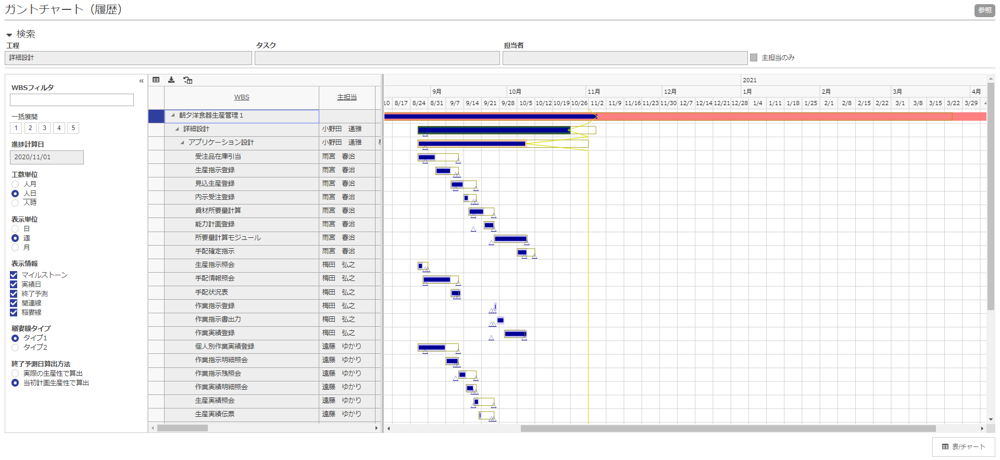 ガントチャート（履歴）
参照
検索
工程
タスク
担当者
詳細設計
主担当のみ
WBSフィルタ
一括展開
1 2 3 4 5
進捗計算日
2020/11/01
工数単位
人月
人日
人時
表示単位
日
週
月
表示情報
マイルストーン
実績日
終了予測
関連線
稲妻線
稲妻線タイプ
タイプ1
タイプ2
終了予測日算出方法
実際の生産性で算出
当初計画生産性で算出
WBS 主担当
朝夕洋食器生産管理１
詳細設計 小野田　通雅
アプリケーション設計 小野田　通雅
受注品在庫引当 雨宮　春治
生産指示登録 雨宮　春治
見込生産登録 雨宮　春治
内示受注登録 雨宮　春治
資材所要量計算 雨宮　春治
能力計画登録 雨宮　春治
所要量計算モジュール 雨宮　春治
手配確定指示 雨宮　春治
生産指示照会 梅田　弘之
手配情報照会 梅田　弘之
手配状況表 梅田　弘之
作業指示登録 梅田　弘之
作業指示書出力 梅田　弘之
作業実績登録 梅田　弘之
個人別作業実績登録 遠藤　ゆかり
作業指示明細照会 遠藤　ゆかり
作業指示残照会 遠藤　ゆかり
作業実績明細照会 遠藤　ゆかり
生産実績照会 遠藤　ゆかり
生産実績伝票 遠藤　ゆかり
2021
9月 10月 11月 12月 1月 2月 3月 4月
10 8/17 8/24 8/31 9/7 9/14 9/21 9/28 10/5 10/12 10/19 10/26 11/2 11/9 11/16 11/23 11/30 12/7 12/14 12/21 12/28 1/4 1/11 1/18 1/25 2/1 2/8 2/15 2/22 3/1 3/8 3/15 3/22 3/29 4
表/チャート